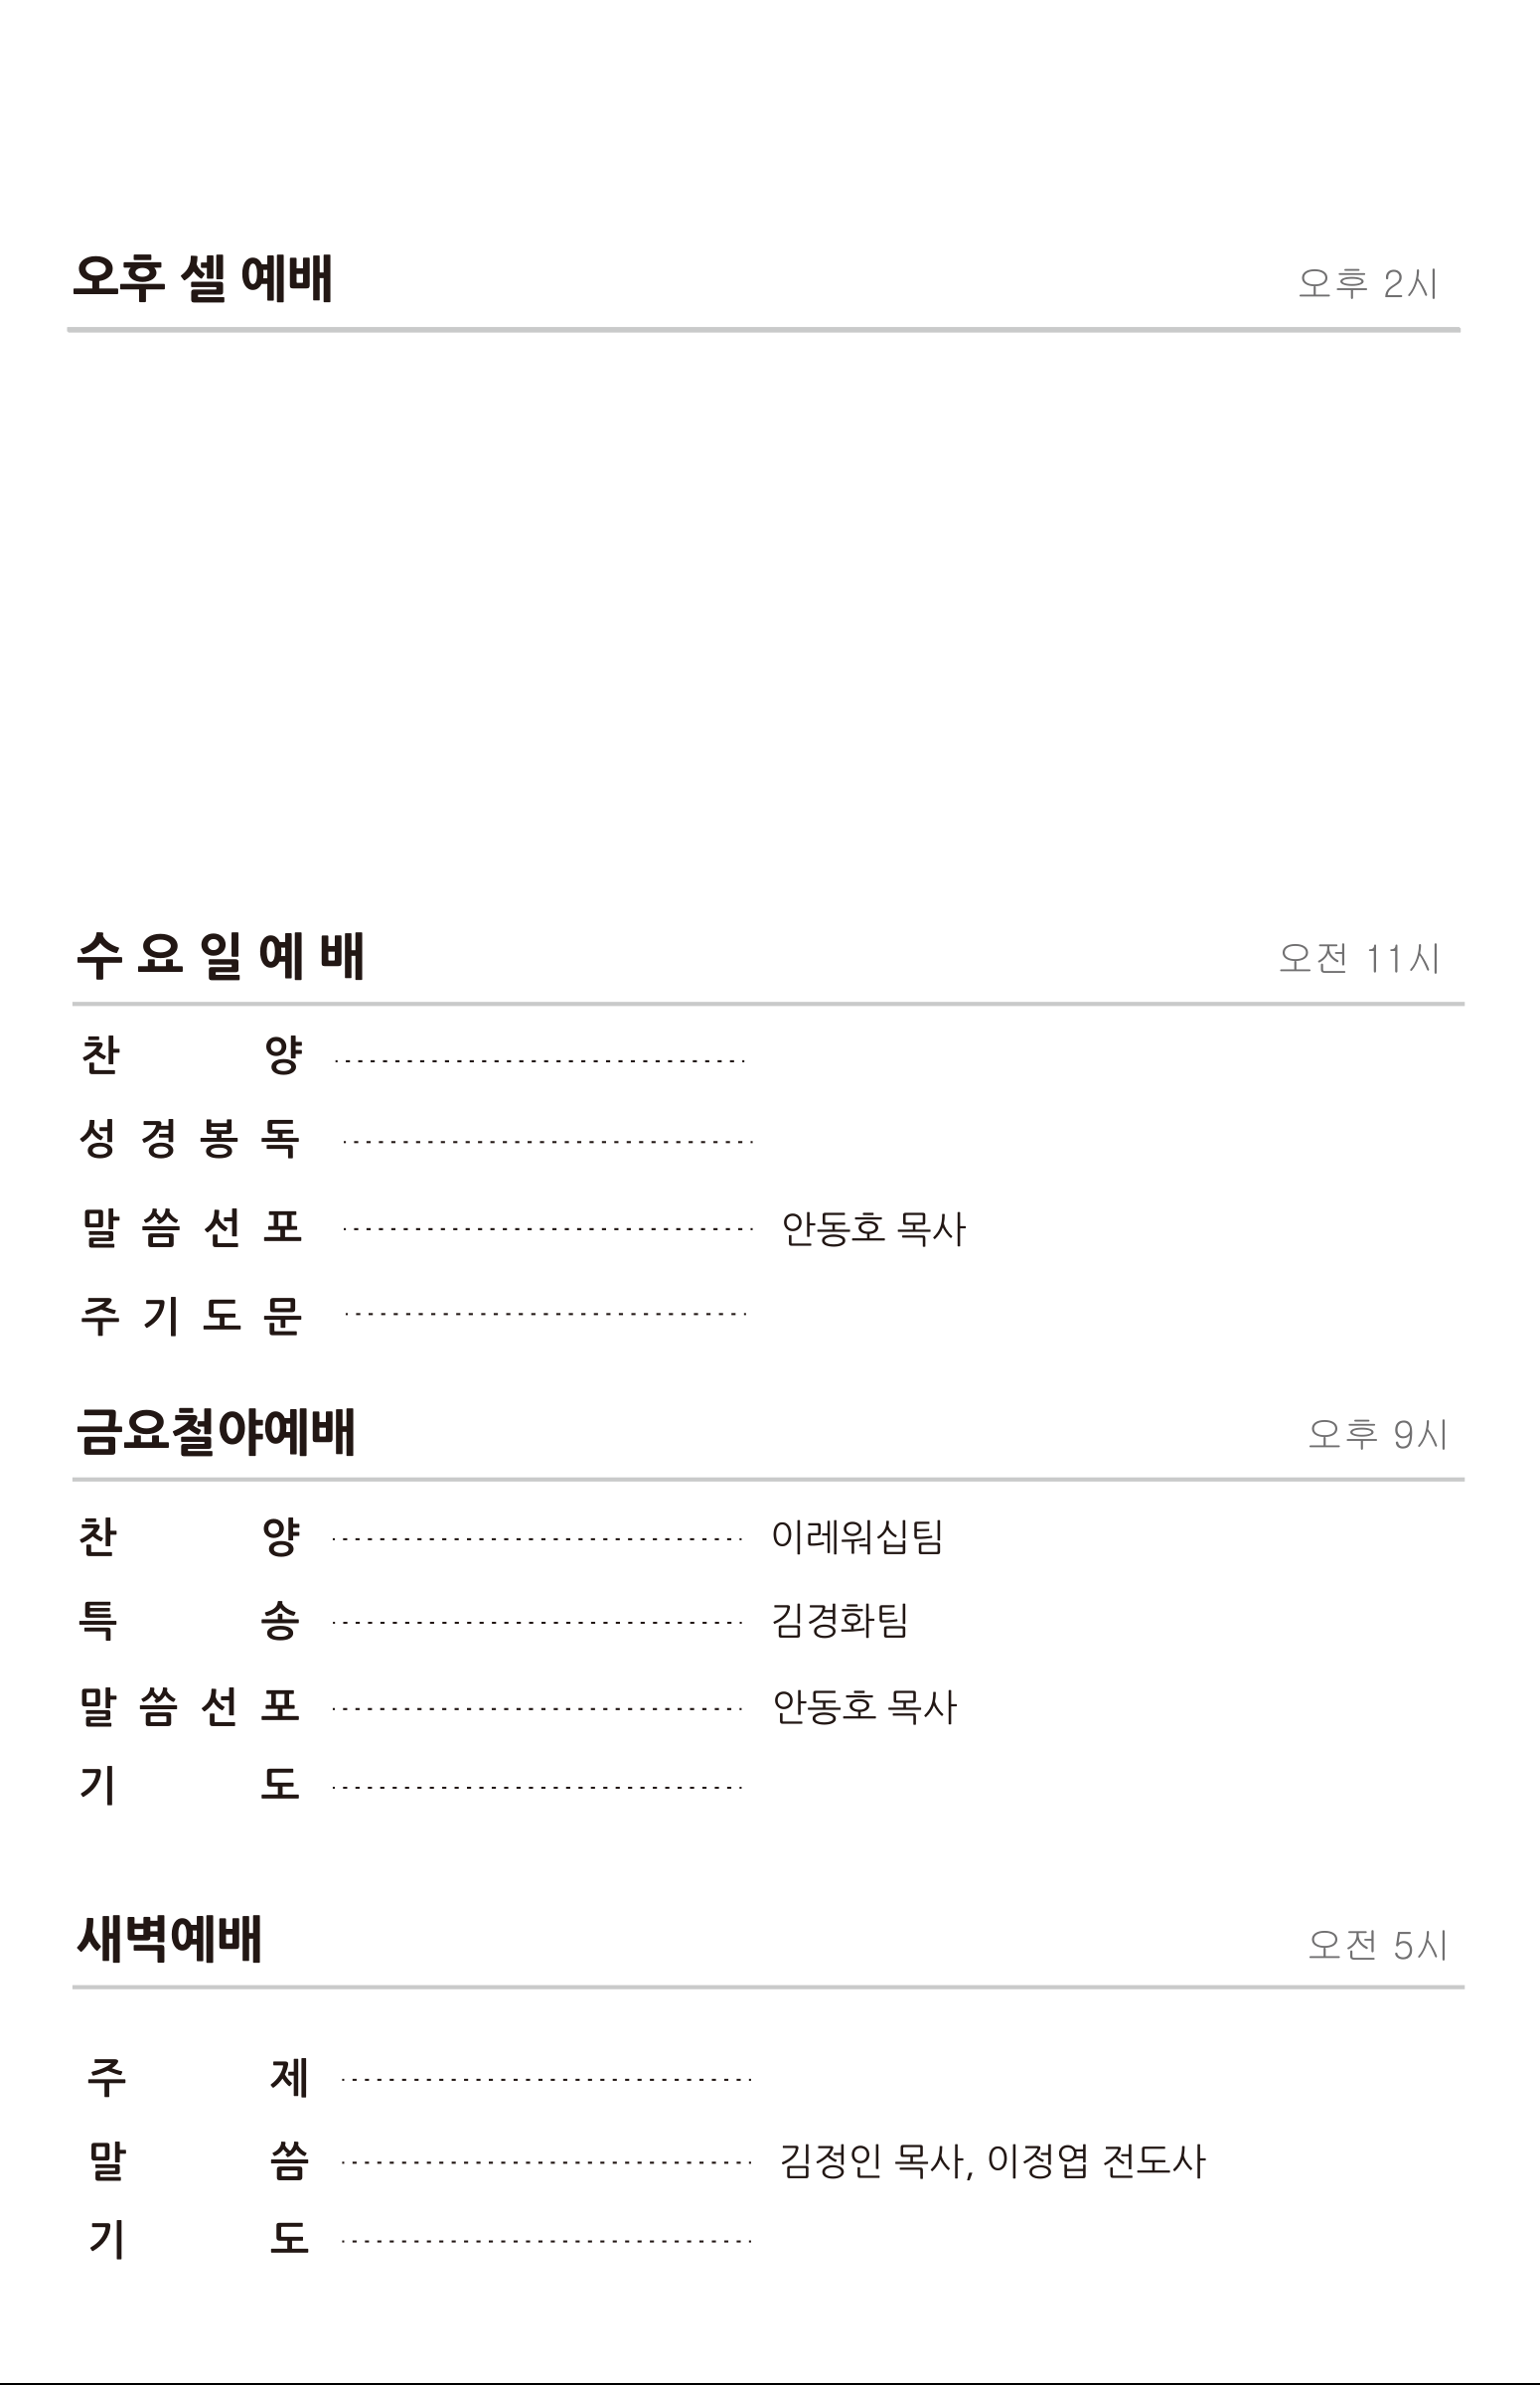 오후 셀 예배 오후 2시
수 요 일 예 배 오전 11시
찬 양
성 경 봉 독
말 씀 선 포 안동호 목사
주 기 도 문
금요철야예배 오후 9시
찬 양 이레워십팀
특 송 김경화팀
말 씀 선 포 안동호 목사
기 도
새벽예배 오전 5시
주 제
말 씀 김정인 목사, 이정엽 전도사
기 도